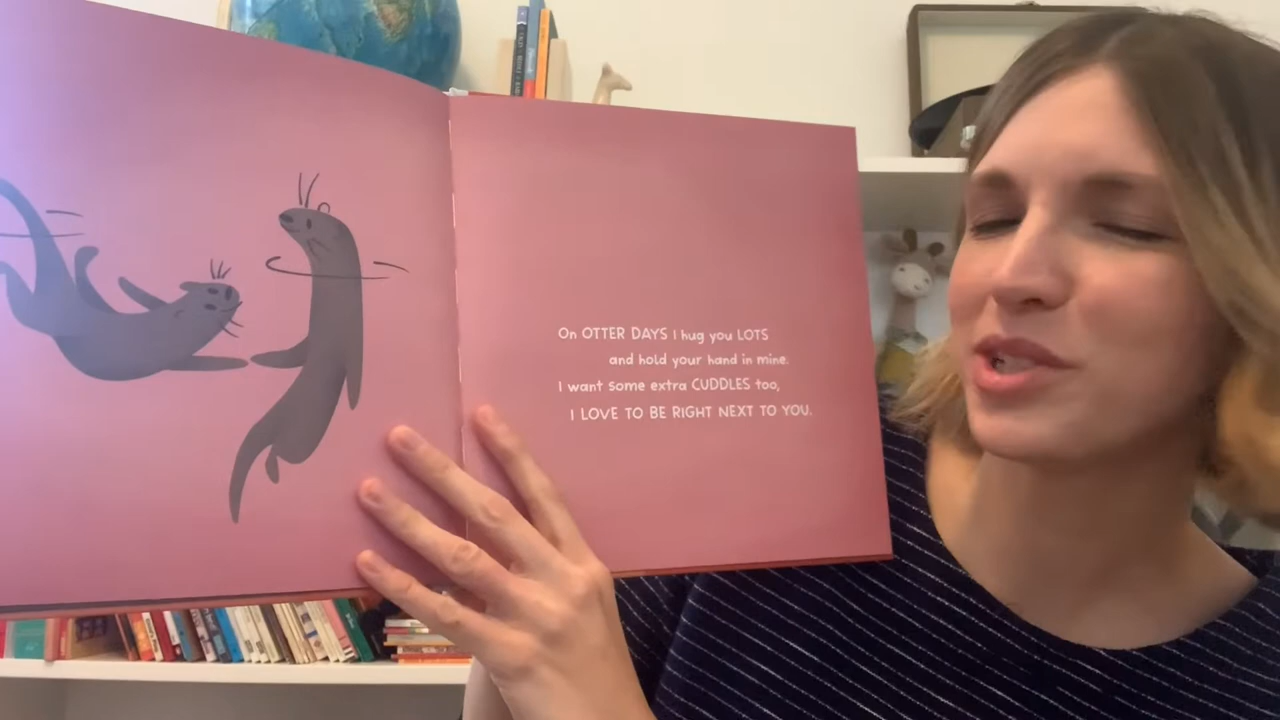 On OTTER DAYS I hug you LOTS
and hold your hand in mine.
I want some extra CUDDLES too,
I LOVE TO BE RIGHT NEXT TO YOU.